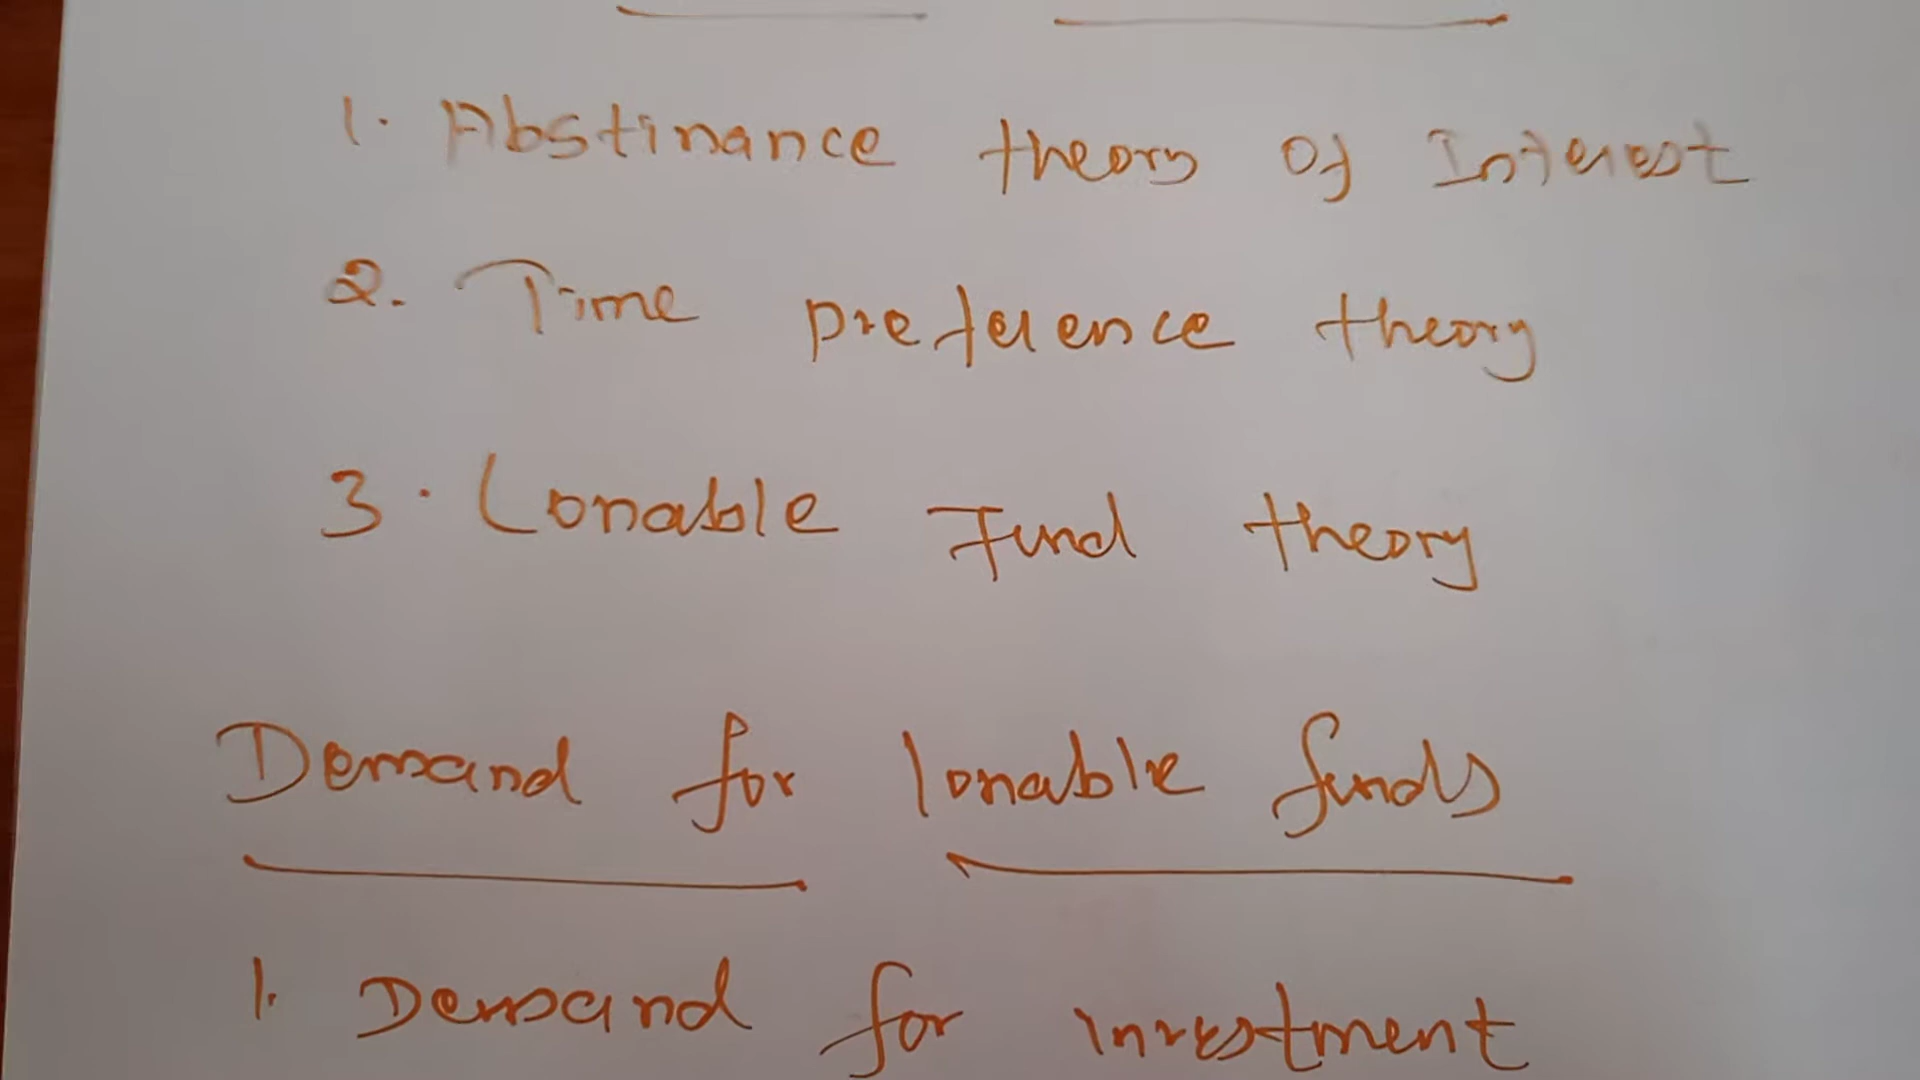 1. Abstinance theory of Interest
2. Time preference theory
3. Lonable Fund theory
Demand for lonable funds
1. Demand for investment